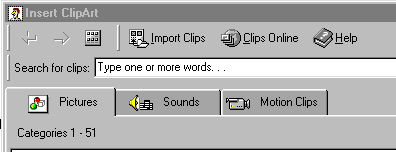 Insert ClipArt
Import Clips Clips Online Help
Search for clips: Type one or more words. . .
Pictures Sounds Motion Clips
Categories 1 - 51